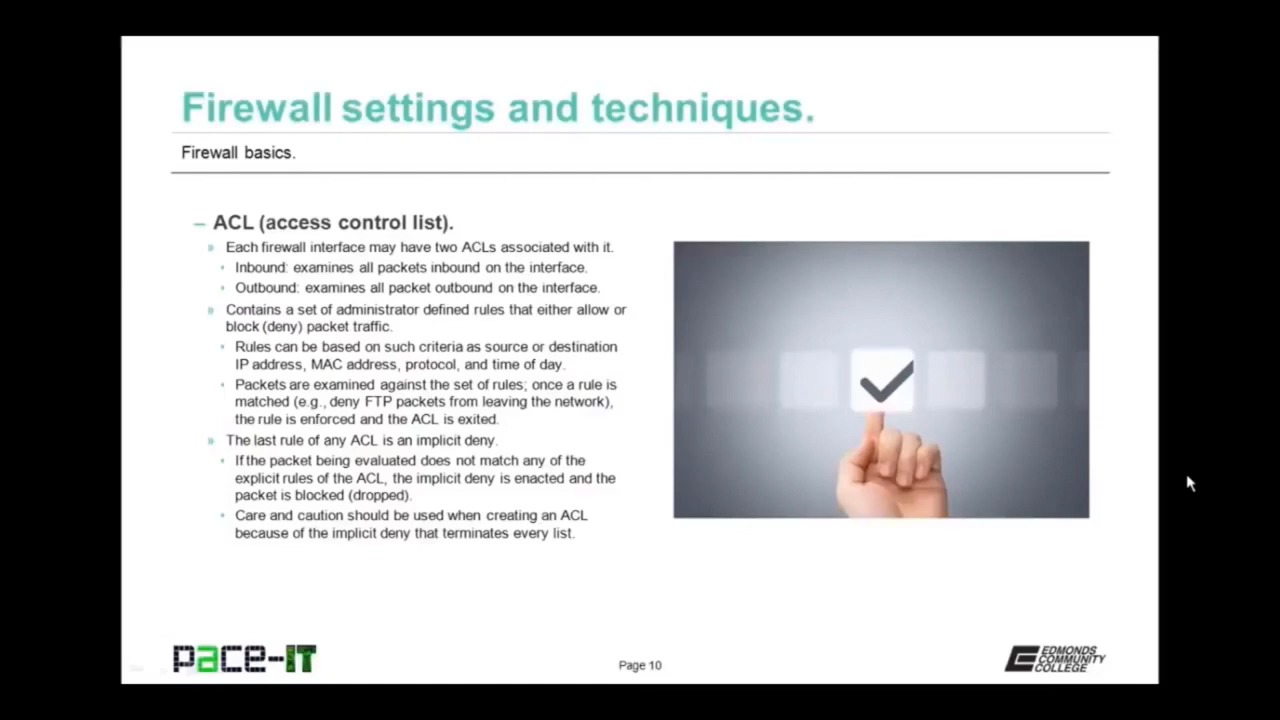 Firewall settings and techniques.
Firewall basics.
– ACL (access control list).
» Each firewall interface may have two ACLs associated with it.
• Inbound: examines all packets inbound on the interface.
• Outbound: examines all packet outbound on the interface.
» Contains a set of administrator defined rules that either allow or
block (deny) packet traffic.
• Rules can be based on such criteria as source or destination
IP address, MAC address, protocol, and time of day.
• Packets are examined against the set of rules; once a rule is
matched (e.g., deny FTP packets from leaving the network),
the rule is enforced and the ACL is exited.
» The last rule of any ACL is an implicit deny.
• If the packet being evaluated does not match any of the
explicit rules of the ACL, the implicit deny is enacted and the
packet is blocked (dropped).
• Care and caution should be used when creating an ACL
because of the implicit deny that terminates every list.
pace-IT
Page 10
EDMONDS
COMMUNITY
COLLEGE